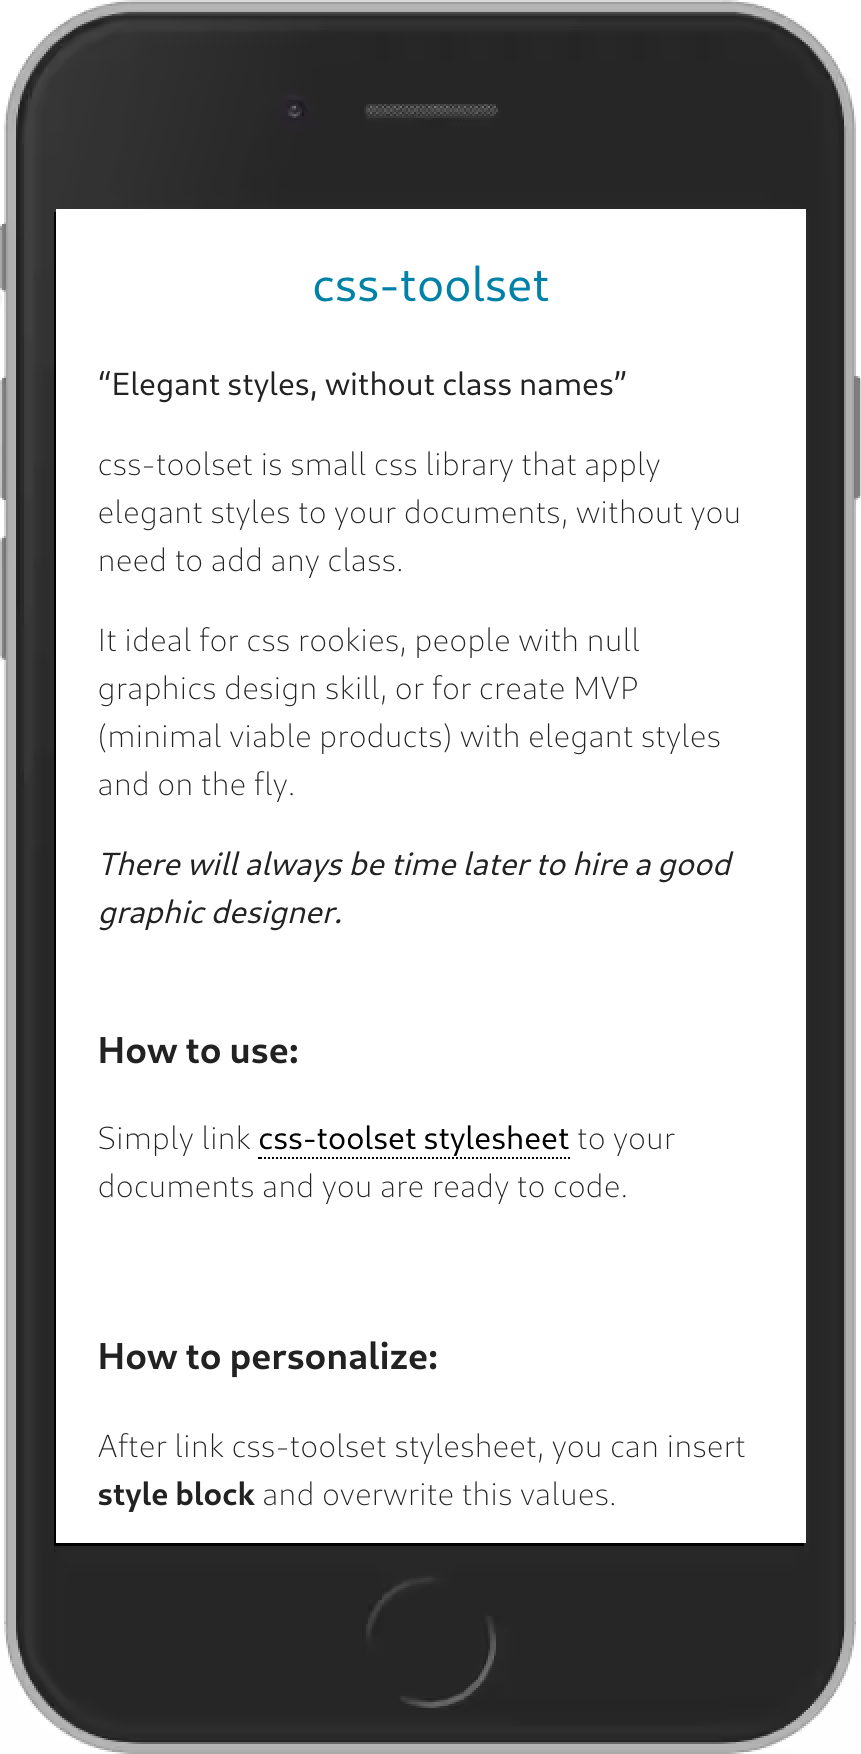 css-toolset
“Elegant styles, without class names”
css-toolset is small css library that apply
elegant styles to your documents, without you
need to add any class.
It ideal for css rookies, people with null
graphics design skill, or for create MVP
(minimal viable products) with elegant styles
and on the fly.
There will always be time later to hire a good
graphic designer.
How to use:
Simply link css-toolset stylesheet to your
documents and you are ready to code.
How to personalize:
After link css-toolset stylesheet, you can insert
style block and overwrite this values.